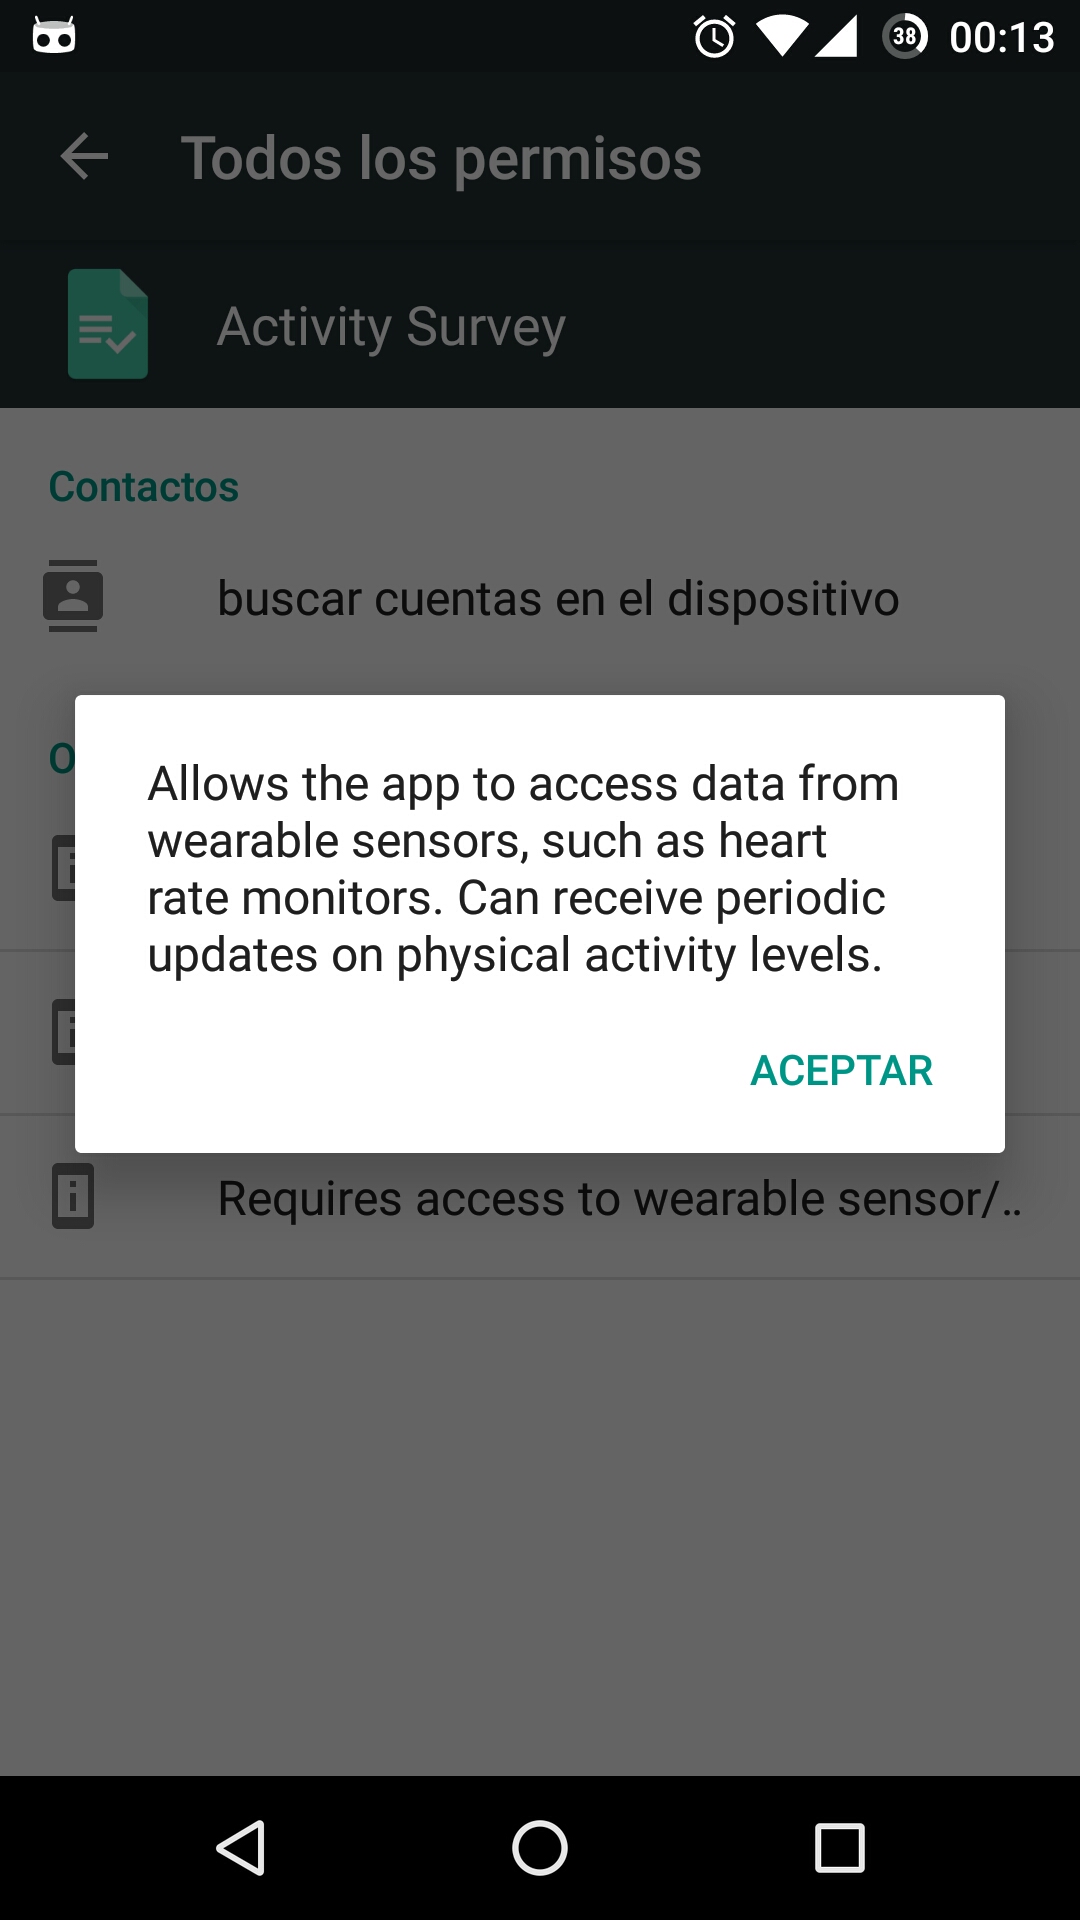 38 00:13
Todos los permisos
Activity Survey
Contactos
buscar cuentas en el dispositivo
Allows the app to access data from
wearable sensors, such as heart
rate monitors. Can receive periodic
updates on physical activity levels.
ACEPTAR
Requires access to wearable sensor/..